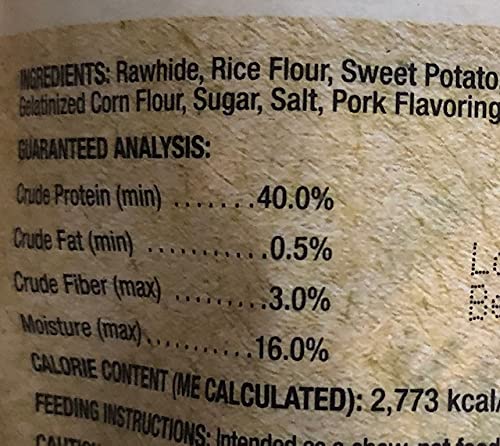 INGREDIENTS: Rawhide, Rice Flour, Sweet Potato
Gelatinized Corn Flour, Sugar, Salt, Pork Flavoring
GUARANTEED ANALYSIS:
Crude Protein (min) .......40.0%
Crude Fat (min) ...........0.5%
Crude Fiber (max) .........3.0%
Moisture (max)............16.0%
CALORIE CONTENT (ME CALCULATED): 2,773 kcal/
FEEDING INSTRUCTIONS: Intended as a chew, not food